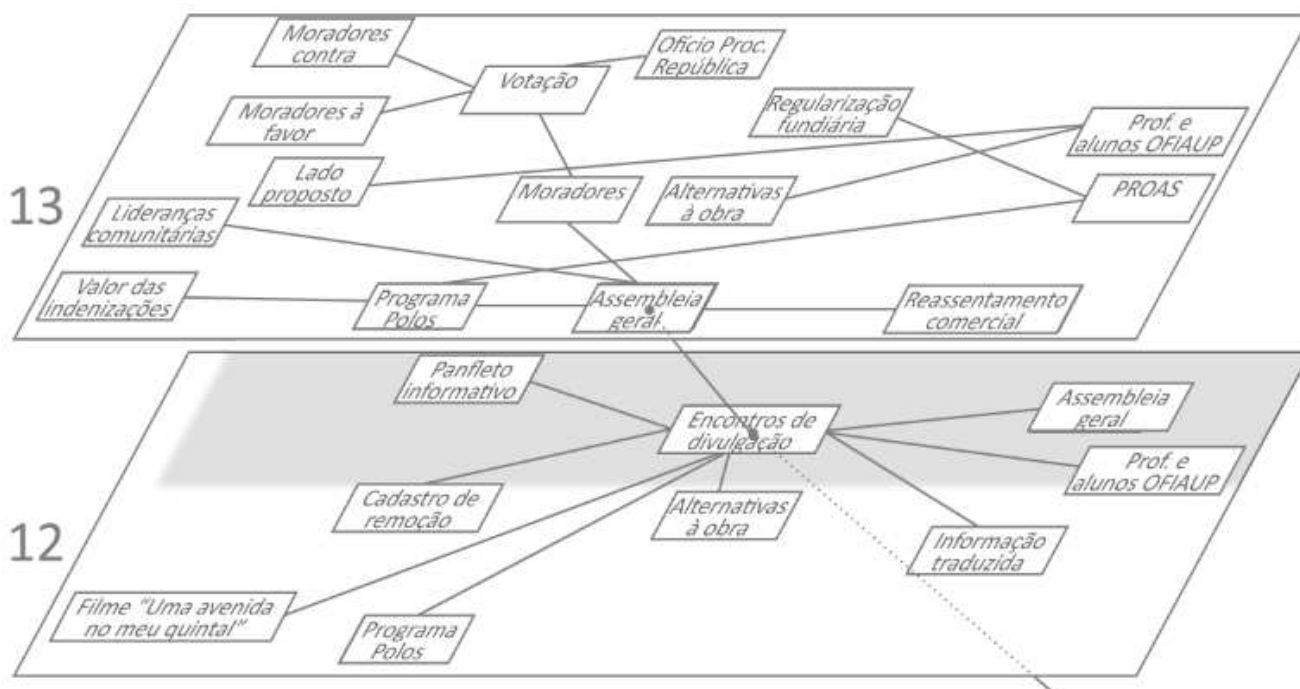 Moradores
contra
Ofício Proc.
República
Votação
Moradores à
favor
Regularização
fundiária
Prof. e
alunos OFIAUP
Lado
proposto
Moradores
Alternativas
à obra
PROAS
13
Lideranças
comunitárias
Valor das
indenizações
Programa
Polos
Assembleia
geral
Reassentamento
comercial
Panfleto
informativo
Encontros de
divulgação
Assembleia
geral
Prof. e
alunos OFIAUP
Cadastro de
remoção
Alternativas
à obra
12
Informação
traduzida
Filme “Uma avenida
no meu quintal”
Programa
Polos